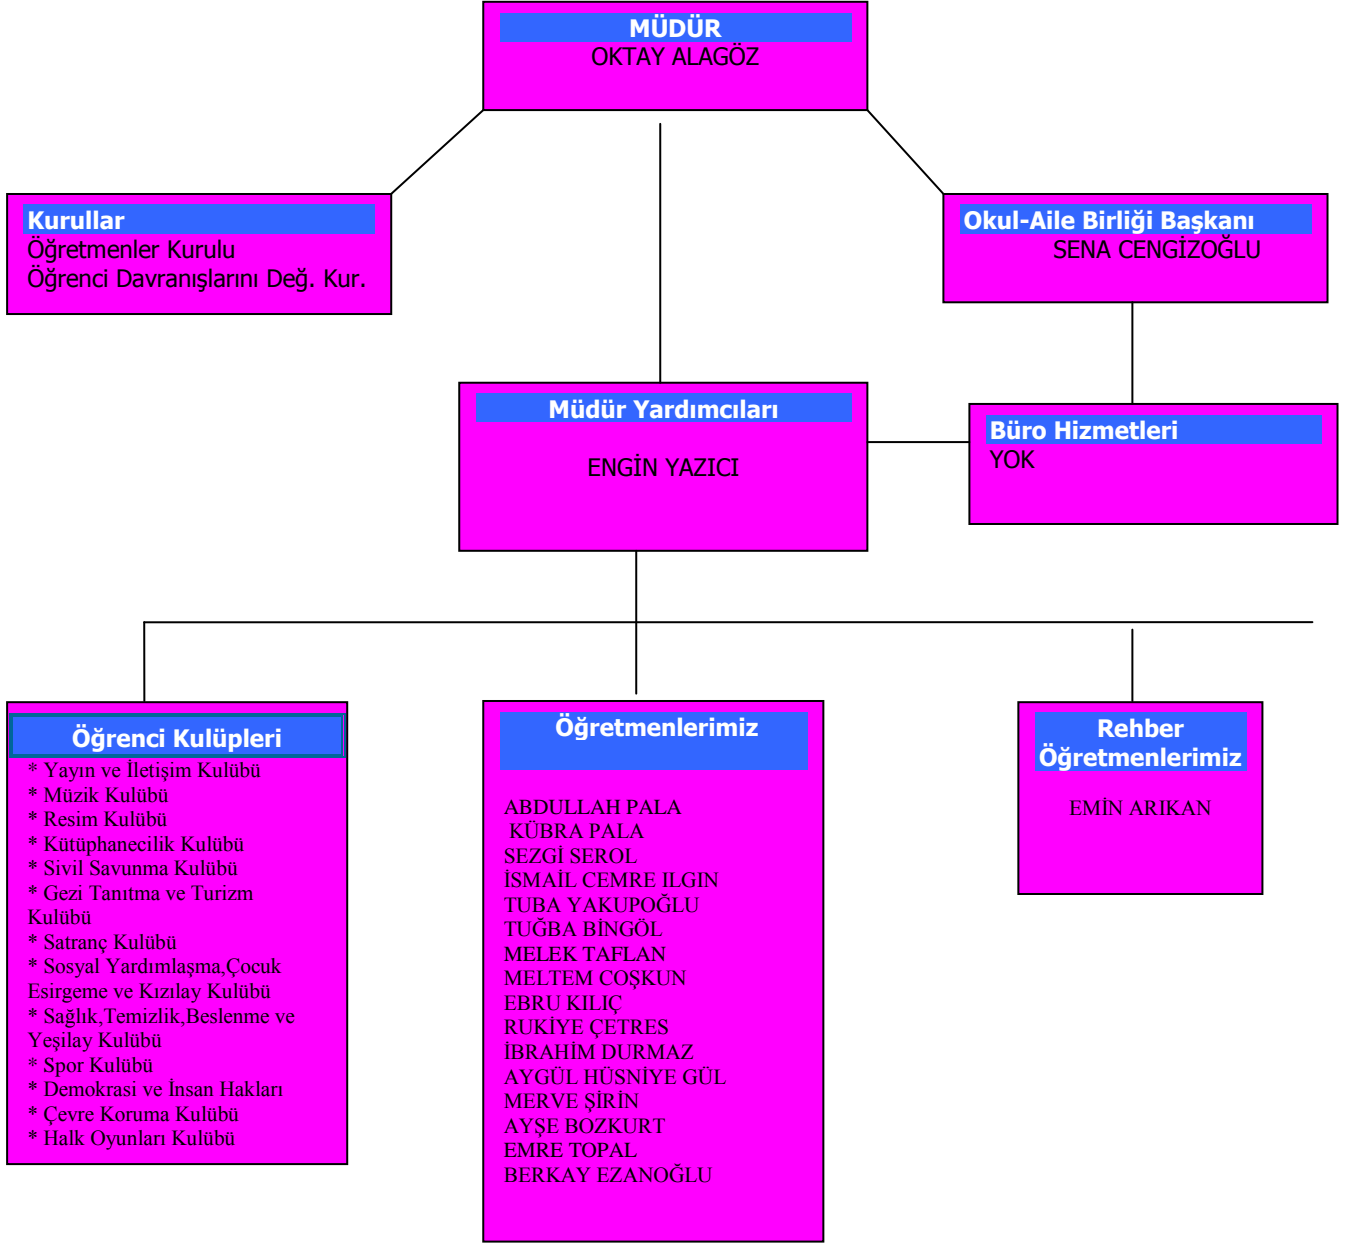 MÜDÜR
OKTAY ALAGÖZ
Kurullar
Öğretmenler Kurulu
Öğrenci Davranışlarını Değ. Kur.
Okul-Aile Birliği Başkanı
SENA CENGİZOĞLU
Müdür Yardımcıları
ENGİN YAZICI
Büro Hizmetleri
YOK
Öğrenci Kulüpleri
* Yayın ve İletişim Kulübü
* Müzik Kulübü
* Resim Kulübü
* Kütüphanecilik Kulübü
* Sivil Savunma Kulübü
* Gezi Tanıtma ve Turizm
Kulübü
* Satranç Kulübü
* Sosyal Yardımlaşma,Çocuk
Esirgeme ve Kızılay Kulübü
* Sağlık,Temizlik,Beslenme ve
Yeşilay Kulübü
* Spor Kulübü
* Demokrasi ve İnsan Hakları
* Çevre Koruma Kulübü
* Halk Oyunları Kulübü
Öğretmenlerimiz
ABDULLAH PALA
KÜBRA PALA
SEZGİ SEROL
İSMAİL CEMRE ILGIN
TUBA YAKUPOĞLU
TUĞBA BİNGÖL
MELEK TAFLAN
MELTEM COŞKUN
EBRU KILIÇ
RUKİYE ÇETRES
İBRAHİM DURMAZ
AYGÜL HÜSNİYE GÜL
MERVE ŞİRİN
AYŞE BOZKURT
EMRE TOPAL
BERKAY EZANOĞLU
Rehber
Öğretmenlerimiz
EMİN ARIKAN